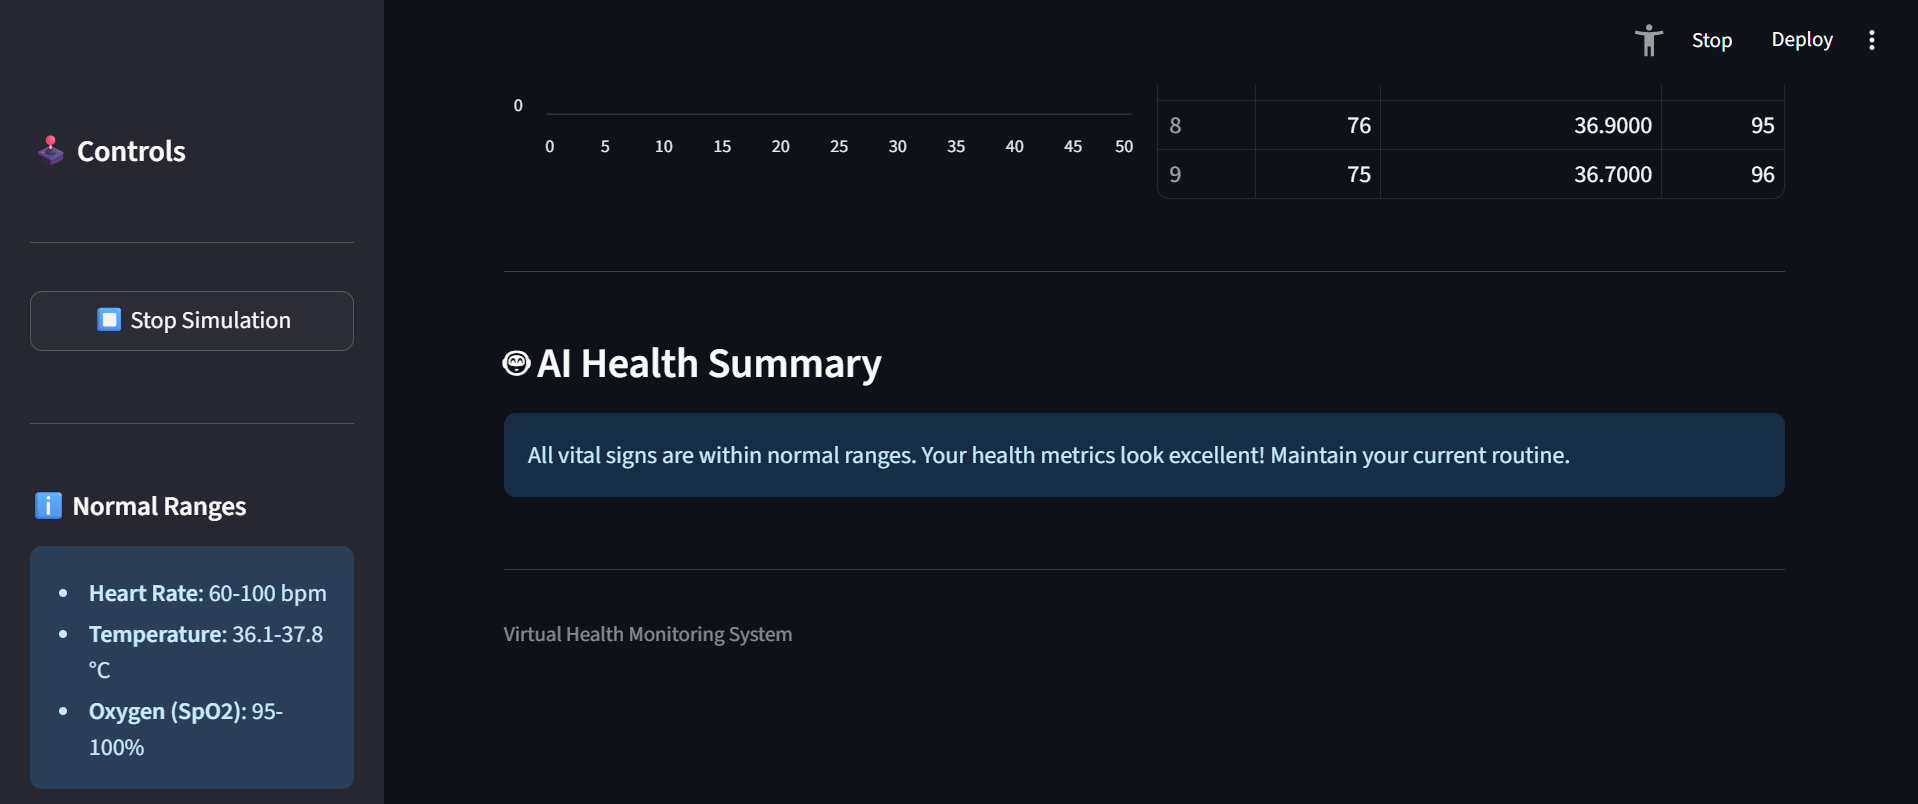 Stop
Deploy
Controls
Stop Simulation
Normal Ranges
Heart Rate: 60-100 bpm
Temperature: 36.1-37.8
°C
Oxygen (SpO2): 95-
100%
0
0 5 10 15 20 25 30 35 40 45 50
8 76 36.9000 95
9 75 36.7000 96
AI Health Summary
All vital signs are within normal ranges. Your health metrics look excellent! Maintain your current routine.
Virtual Health Monitoring System